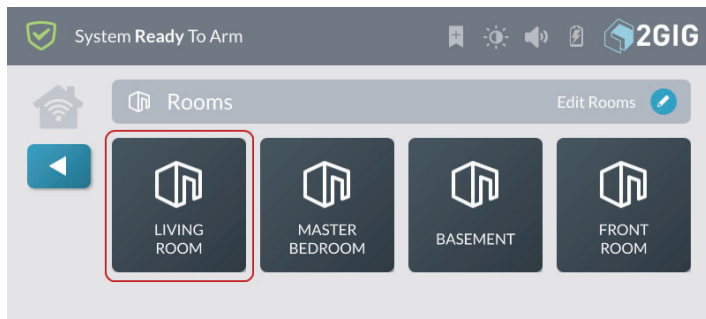 System Ready To Arm
2GIG
Rooms
Edit Rooms
LIVING
ROOM
MASTER
BEDROOM
BASEMENT
FRONT
ROOM